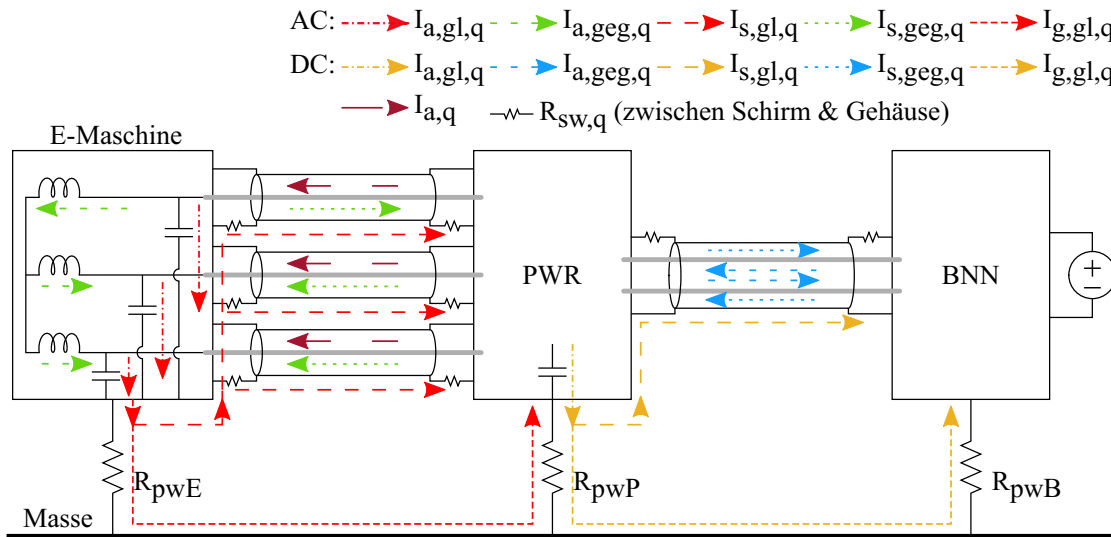 AC: I_a,gl,q I_a,geg,q I_s,gl,q I_s,geg,q I_g,gl,q
DC: I_a,gl,q I_a,geg,q I_s,gl,q I_s,geg,q I_g,gl,q
I_a,q R_sw,q (zwischen Schirm & Gehäuse)
E-Maschine
PWR
BNN
+
−
R_pwE R_pwP R_pwB
Masse